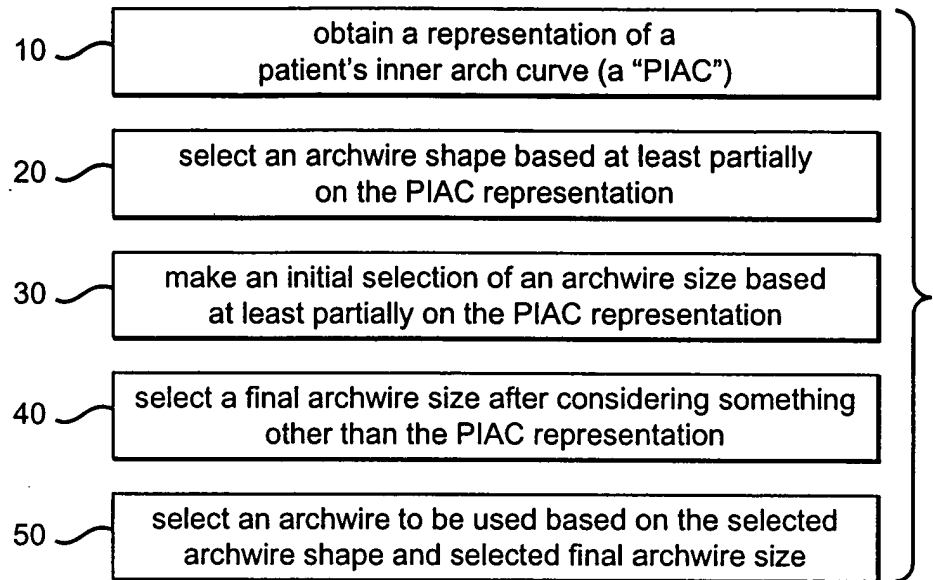 10
obtain a representation of a
patient's inner arch curve (a "PIAC")
20
select an archwire shape based at least partially
on the PIAC representation
30
make an initial selection of an archwire size based
at least partially on the PIAC representation
40
select a final archwire size after considering something
other than the PIAC representation
50
select an archwire to be used based on the selected
archwire shape and selected final archwire size